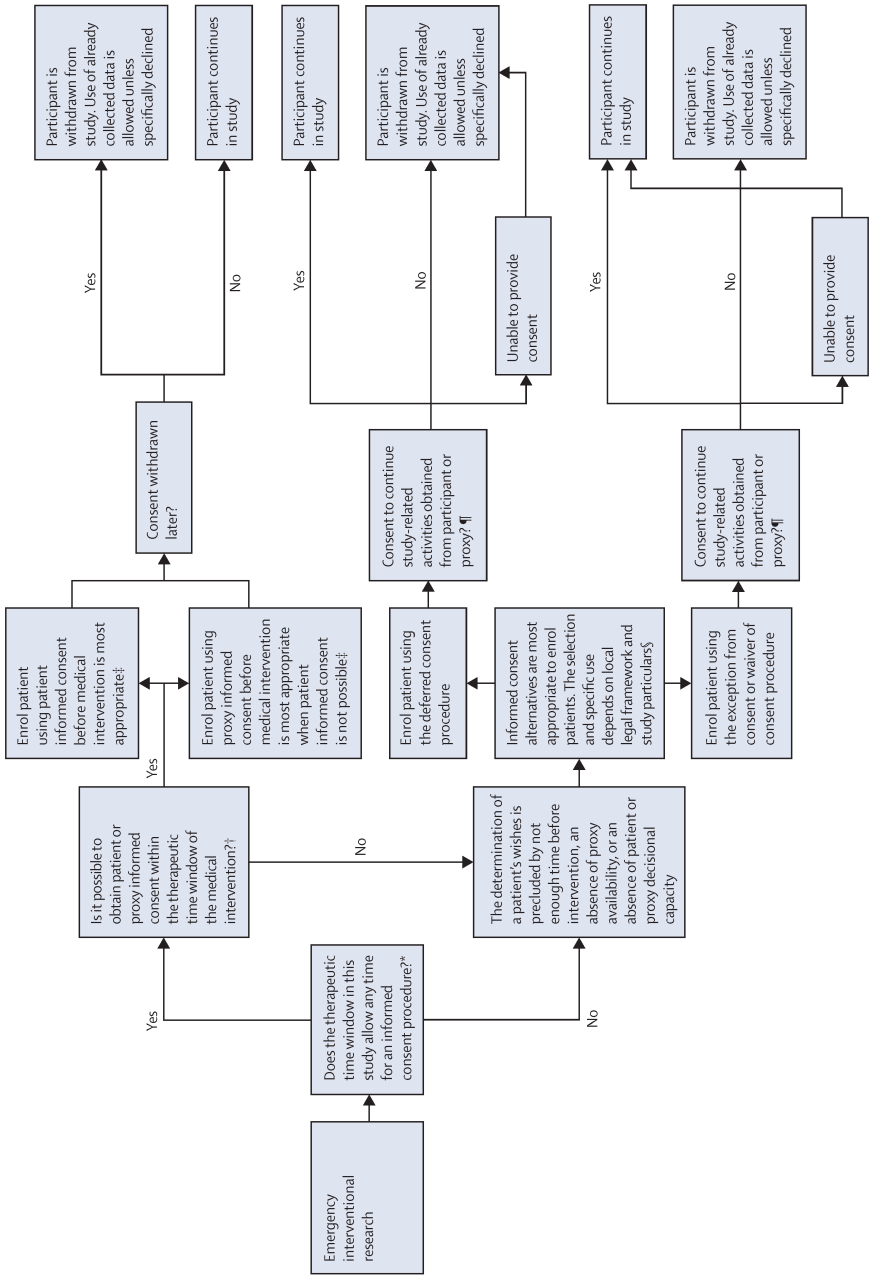 Emergency
interventional
research
Does the therapeutic
time window in this
study allow any time
for an informed
consent procedure?*
Yes
No
Is it possible to
obtain patient or
proxy informed
consent within
the therapeutic
time window of
the medical
intervention?†
Yes
No
The determination of
a patient's wishes is
precluded by not
enough time before
intervention, an
absence of proxy
availability, or an
absence of patient or
proxy decisional
capacity
Enrol patient
using patient
informed consent
before medical
intervention is most
appropriate‡
Enrol patient using
proxy informed
consent before
medical intervention
is most appropriate
when patient
informed consent
is not possible‡
Enrol patient using
the deferred consent
procedure
Informed consent
alternatives are most
appropriate to enrol
patients. The selection
and specific use
depends on local
legal framework and
study particulars§
Enrol patient using
the exception from
consent or waiver of
consent procedure
Consent withdrawn
later?
Consent to continue
study-related
activities obtained
from participant or
proxy?¶
Consent to continue
study-related
activities obtained
from participant or
proxy?¶
Yes
No
Yes
No
Unable to provide
consent
Yes
No
Unable to provide
consent
Participant is
withdrawn from
study. Use of already
collected data is
allowed unless
specifically declined
Participant continues
in study
Participant continues
in study
Participant is
withdrawn from
study. Use of already
collected data is
allowed unless
specifically declined
Participant continues
in study
Participant is
withdrawn from
study. Use of already
collected data is
allowed unless
specifically declined